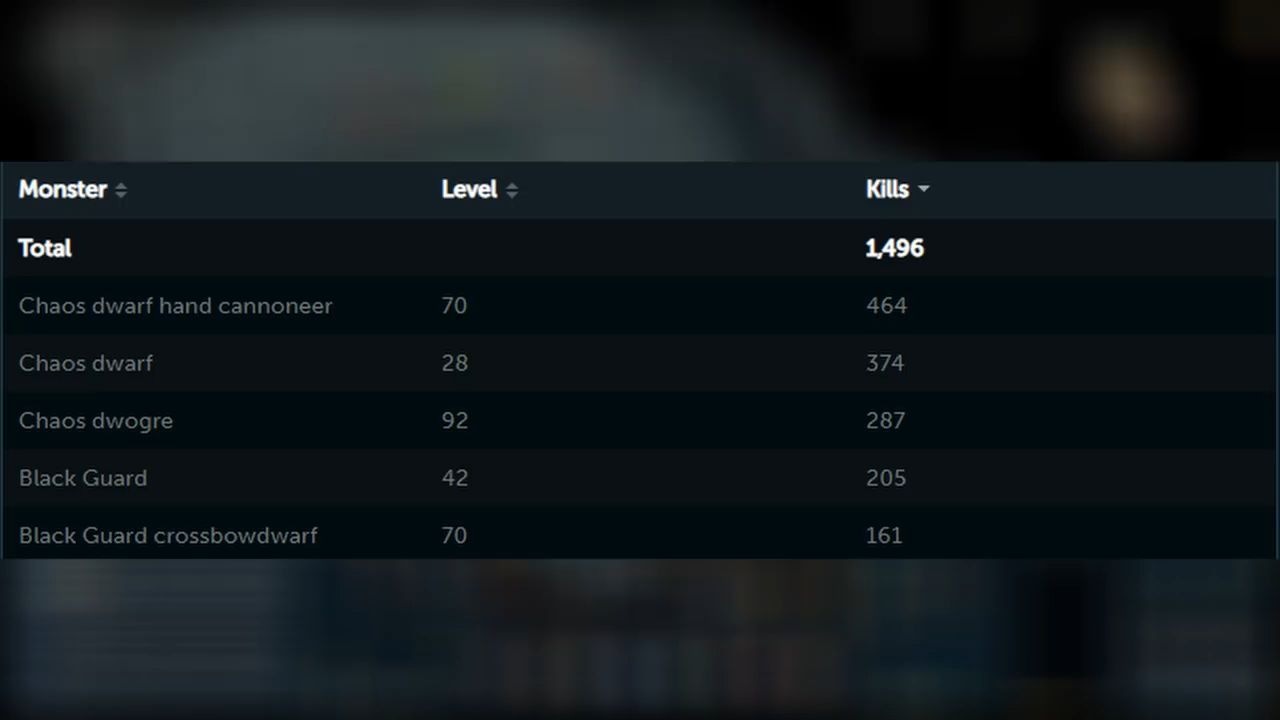 Monster Level Kills
Total 1,496
Chaos dwarf hand cannoneer 70 464
Chaos dwarf 28 374
Chaos dwogre 92 287
Black Guard 42 205
Black Guard crossbowdwarf 70 161